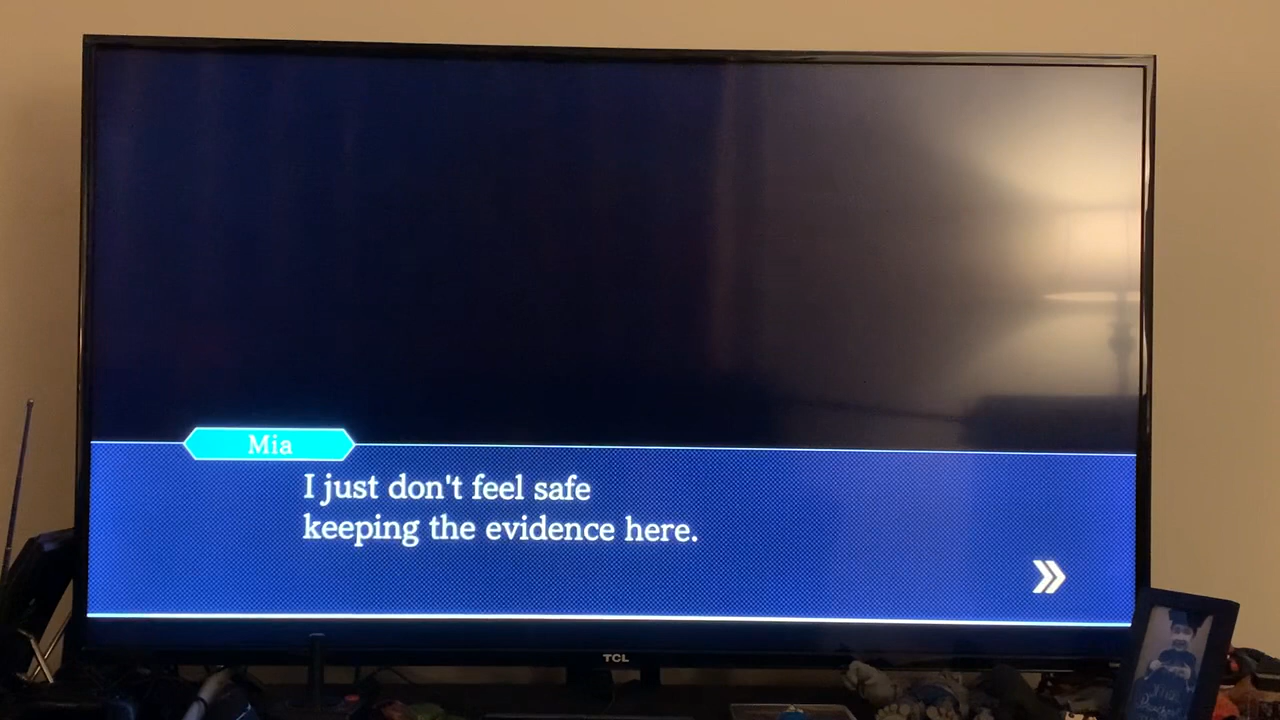 Mia
I just don't feel safe
keeping the evidence here.
TCL